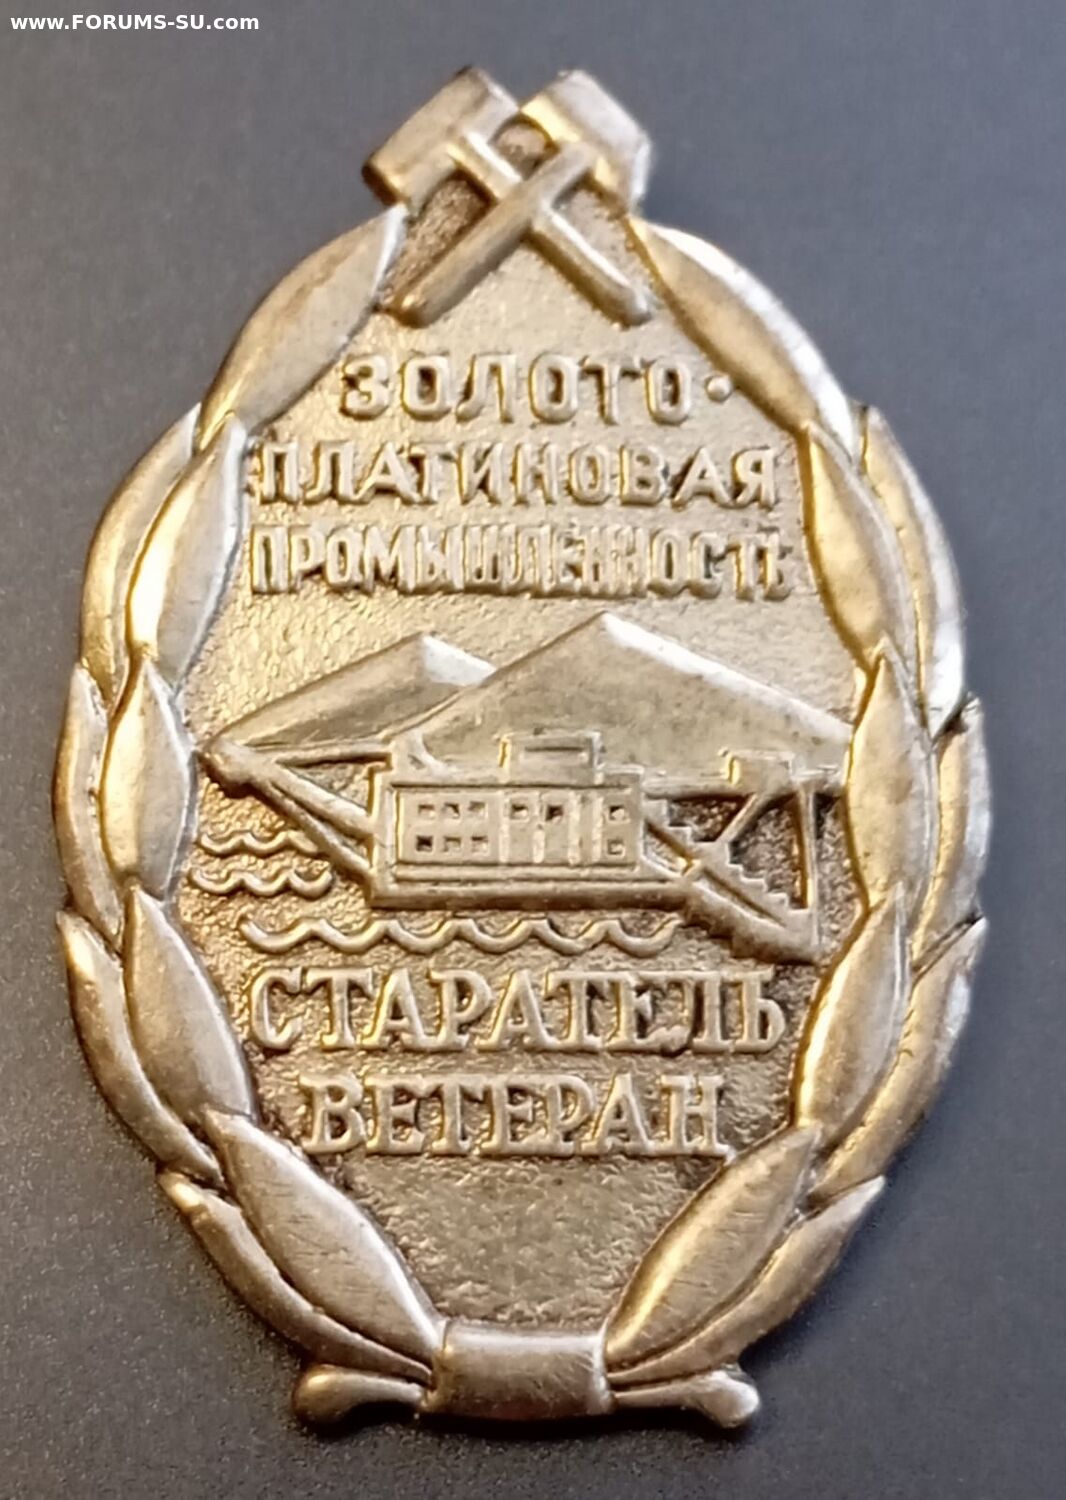 www.FORUMS-SU.com
ЗОЛОТО-
ПЛАТИНОВАЯ
ПРОМЫШЛЕННОСТЬ
СТАРАТЕЛЬ
ВЕТЕРАН